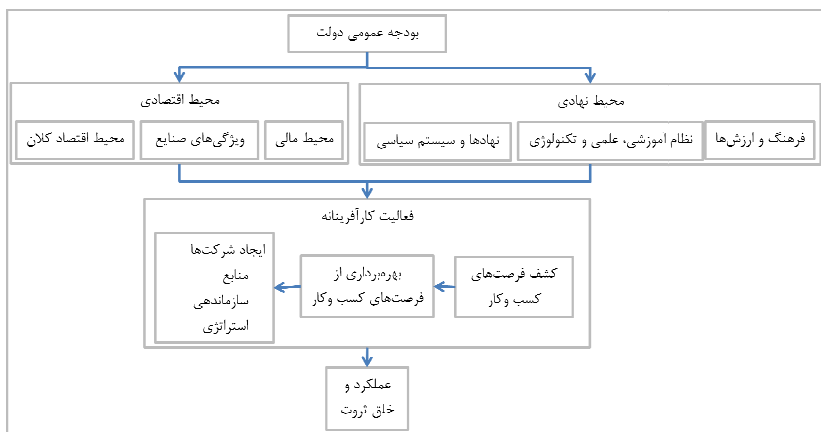 بودجه عمومی دولت
محیط نهادی
فرهنگ و ارزش‌ها
نظام اموزشی، علمی و تکنولوژی
نهادها و سیستم سیاسی
محیط اقتصادی
محیط مالی
ویژگی‌های صنایع
محیط اقتصاد کلان
فعالیت کارآفرینانه
کشف فرصت‌های
کسب وکار
بهره‌برداری از
فرصت‌های کسب وکار
ایجاد شرکت‌ها
منابع
سازماندهی
استراتژی
عملکرد و
خلق ثروت